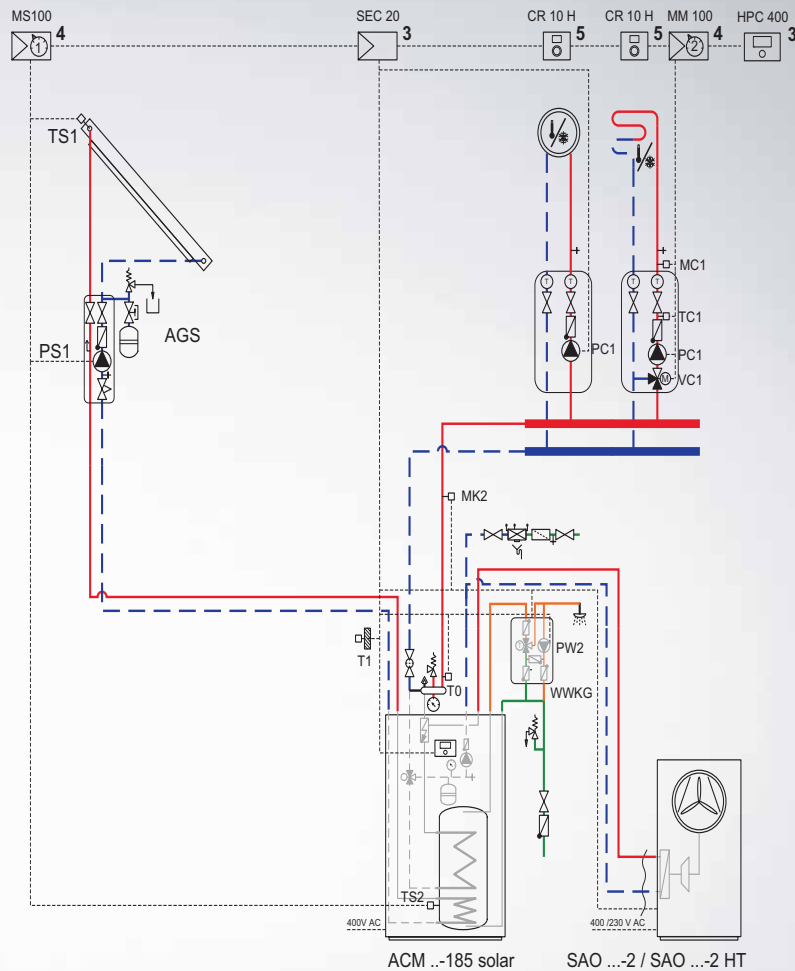 MS100
4
SEC 20
3
CR 10 H
5
CR 10 H
5
MM 100
4
HPC 400
3
1
2
TS1
T
T
T
T
MC1
TC1
PS1
AGS
PC1
PC1
M
VC1
MK2
T1
T0
PW2
WWKG
TS2
400V AC
400 /230 V AC
ACM ..-185 solar
SAO ...-2 / SAO ...-2 HT